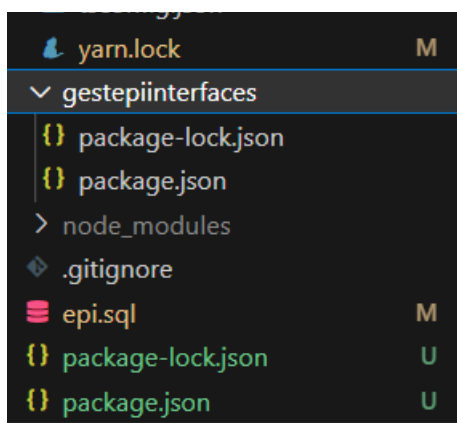 yarn.lock M
gestepiinterfaces
{} package-lock.json
{} package.json
node_modules
.gitignore
epi.sql M
{} package-lock.json U
{} package.json U